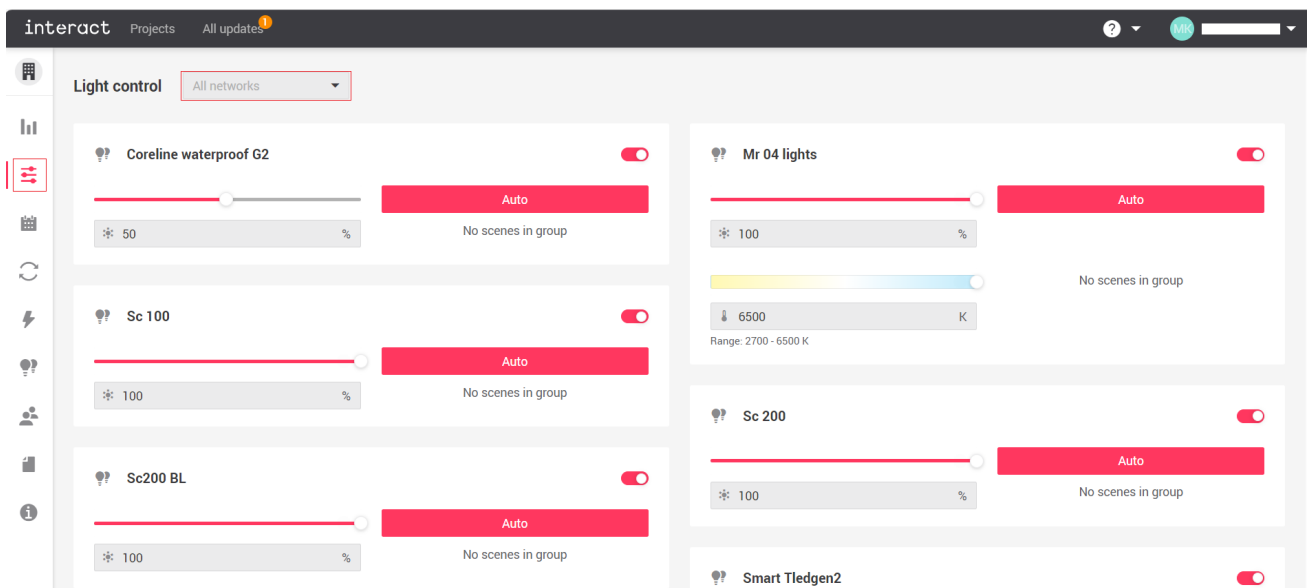 interact Projects All updates 1 ? MK
Light control All networks
Coreline waterproof G2
Auto
50 %
No scenes in group
Sc 100
Auto
100 %
No scenes in group
Sc200 BL
Auto
100 %
No scenes in group
Mr 04 lights
Auto
100 %
No scenes in group
6500 K
Range: 2700 - 6500 K
Sc 200
Auto
100 %
No scenes in group
Smart Tledgen2